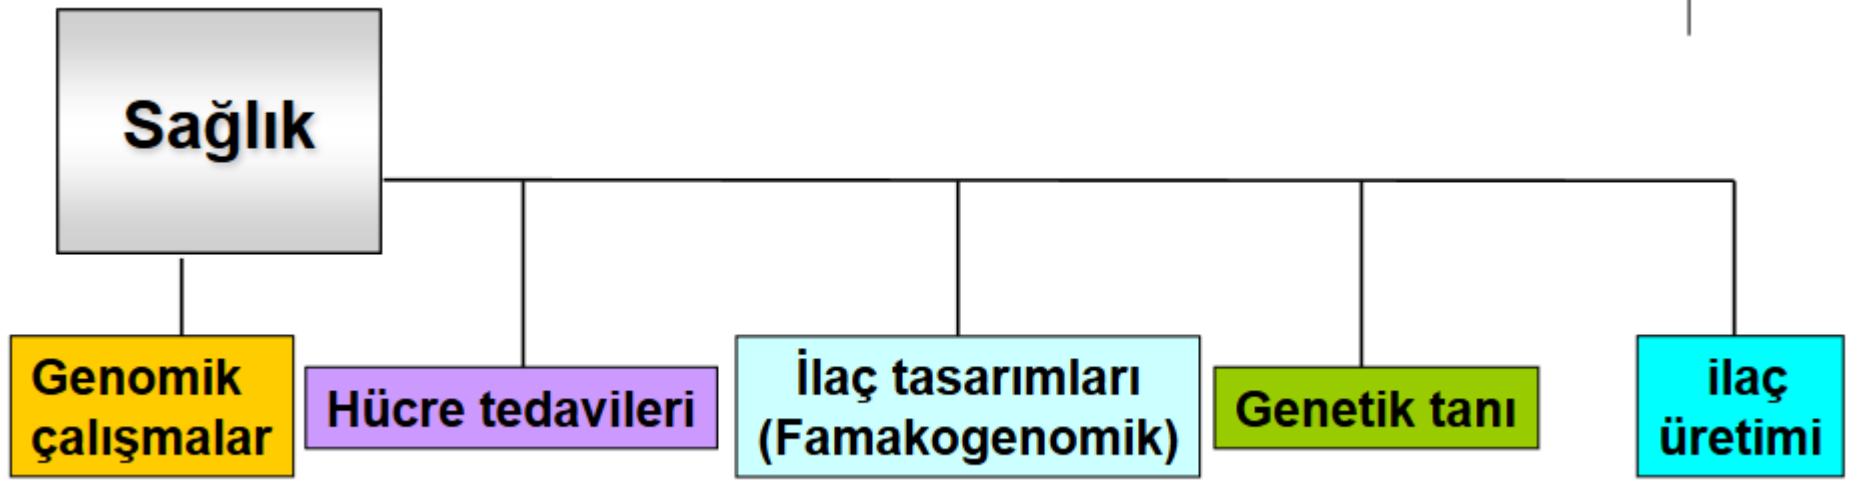 Sağlık
Genomik
çalışmalar
Hücre tedavileri
İlaç tasarımları
(Famakogenomik)
Genetik tanı
ilaç
üretimi